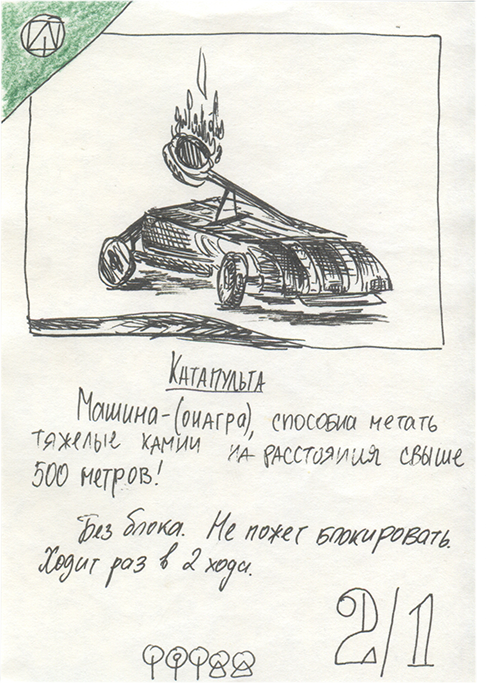 Катапульта
Машина-(онагра), способна метать
тяжелые камни на расстояния свыше
500 метров!
Без блока. Не может блокировать.
Ходит раз в 2 хода.
2/1